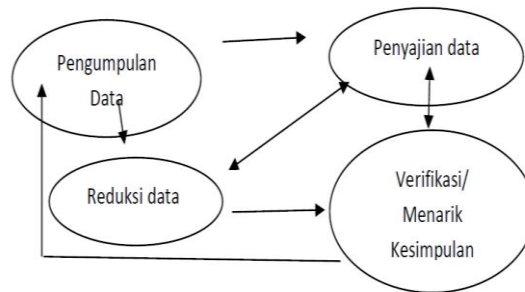 Pengumpulan
Data
Penyajian data
Reduksi data
Verifikasi/
Menarik
Kesimpulan